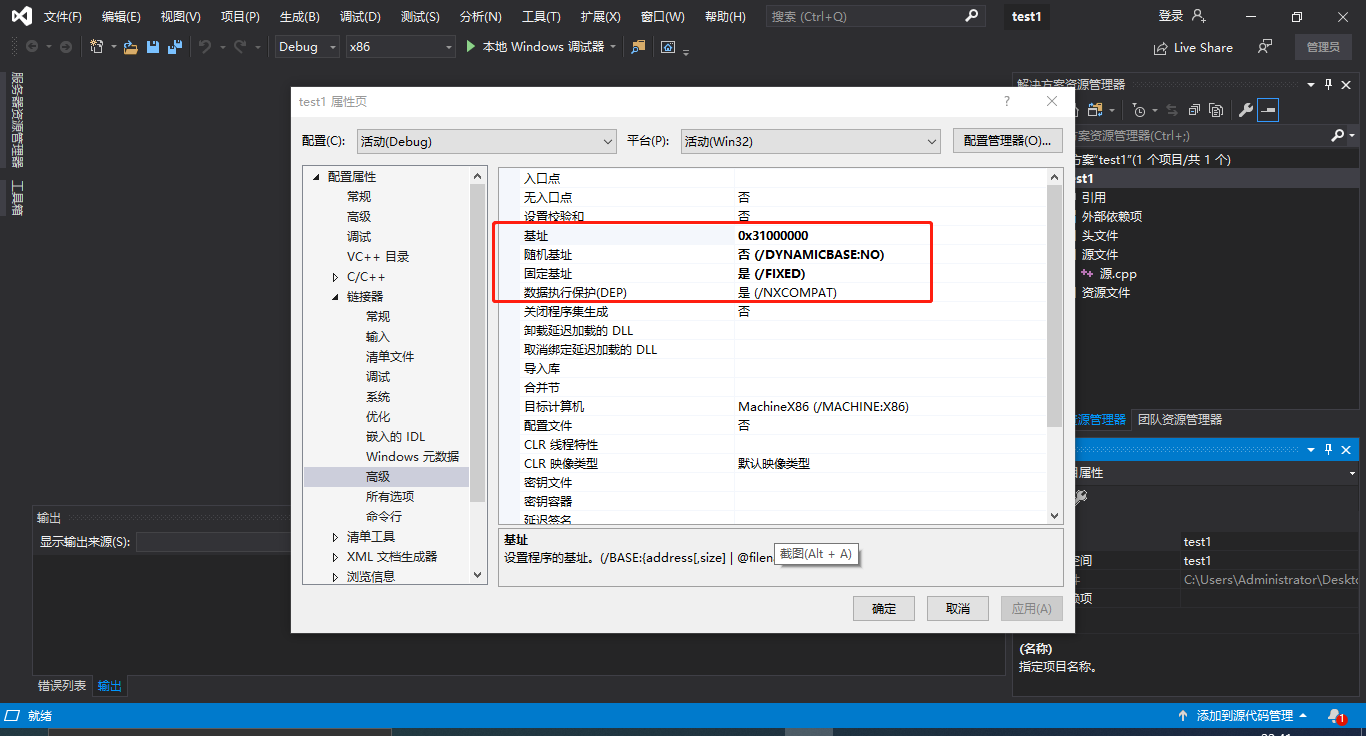 文件(F) 编辑(E) 视图(V) 项目(P) 生成(B) 调试(D) 测试(S) 分析(N) 工具(T) 扩展(X) 窗口(W) 帮助(H) 搜索 (Ctrl+Q) test1 登录
Debug x86 本地 Windows 调试器 Live Share 管理员
服务器资源管理器
工具箱
test1 属性页 ?
配置(C): 活动(Debug) 平台(P): 活动(Win32) 配置管理器(O)...
配置属性
常规
高级
调试
VC++ 目录
C/C++
链接器
常规
输入
清单文件
调试
系统
优化
嵌入的 IDL
Windows 元数据
高级
所有选项
命令行
清单工具
XML 文档生成器
浏览信息
入口点
无入口点 否
设置校验和 否
基址 0x31000000
随机基址 否 (/DYNAMICBASE:NO)
固定基址 是 (/FIXED)
数据执行保护(DEP) 是 (/NXCOMPAT)
关闭程序集生成 否
卸载延迟加载的 DLL
取消绑定延迟加载的 DLL
导入库
合并节
目标计算机 MachineX86 (/MACHINE:X86)
配置文件 否
CLR 线程特性
CLR 映像类型 默认映像类型
密钥文件
密钥容器
延迟签名
基址
设置程序的基址。(/BASE:{address[,size] | @filen
截图(Alt + A)
确定 取消 应用(A)
解决方案资源管理器
方案资源管理器(Ctrl+;)
方案"test1"(1 个项目/共 1 个)
est1
引用
外部依赖项
头文件
源文件
++ 源.cpp
资源文件
资源管理器 团队资源管理器
目属性
test1
空间 test1
件 C:\Users\Administrator\Deskto
赖项
(名称)
指定项目名称。
输出
显示输出来源(S):
错误列表 输出
就绪 添加到源代码管理 1